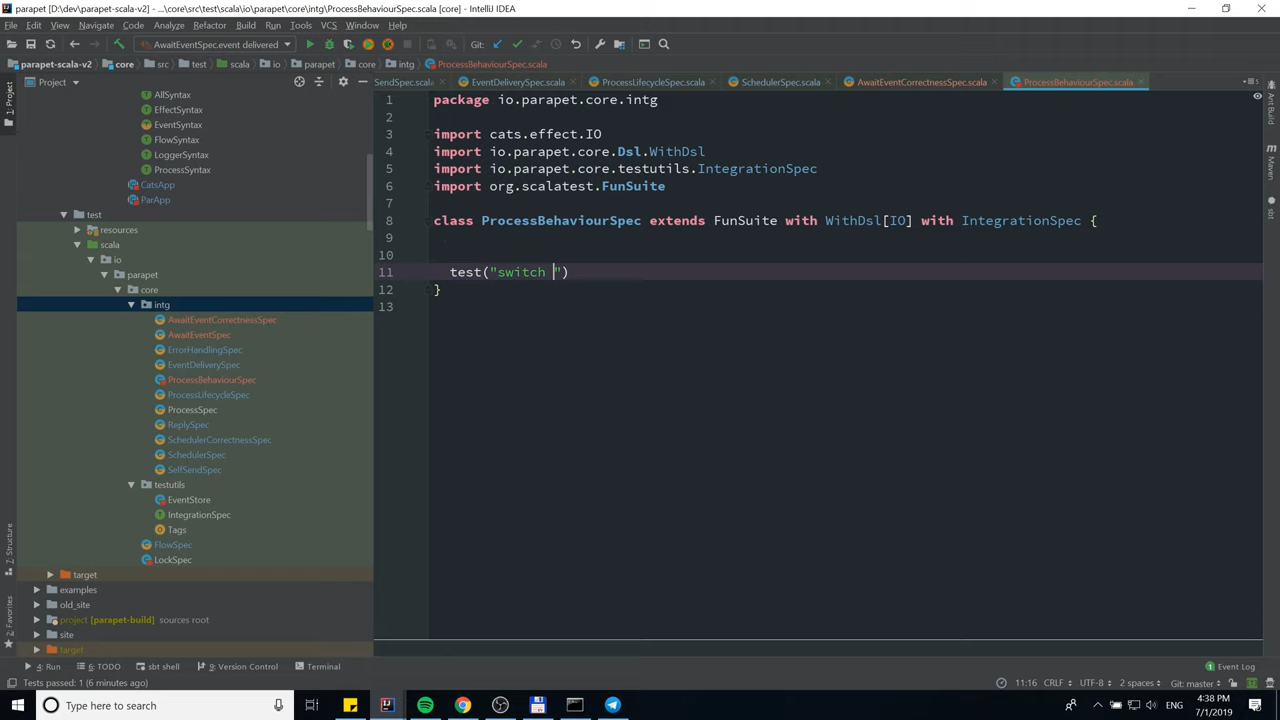 parapet [D:\dev\parapet-scala-v2] - ...\core\src\test\scala\io\parapet\core\intg\ProcessBehaviourSpec.scala [core] - IntelliJ IDEA
File Edit View Navigate Code Analyze Refactor Build Run Tools VCS Window Help
AwaitEventSpec.event delivered
Git:
parapet-scala-v2 core src test scala io parapet core intg ProcessBehaviourSpec.scala
Project
SendSpec.scala EventDeliverySpec.scala ProcessLifecycleSpec.scala SchedulerSpec.scala AwaitEventCorrectnessSpec.scala ProcessBehaviourSpec.scala
1: Project
7: Structure
2: Favorites
AllSyntax
EffectSyntax
EventSyntax
FlowSyntax
LoggerSyntax
ProcessSyntax
CatsApp
ParApp
test
resources
scala
io
parapet
core
intg
AwaitEventCorrectnessSpec
AwaitEventSpec
ErrorHandlingSpec
EventDeliverySpec
ProcessBehaviourSpec
ProcessLifecycleSpec
ProcessSpec
ReplySpec
SchedulerCorrectnessSpec
SchedulerSpec
SelfSendSpec
testutils
EventStore
IntegrationSpec
Tags
FlowSpec
LockSpec
target
examples
old_site
project [parapet-build] sources root
site
target
1 package io.parapet.core.intg
2
3 import cats.effect.IO
4 import io.parapet.core.Dsl.WithDsl
5 import io.parapet.core.testutils.IntegrationSpec
6 import org.scalatest.FunSuite
7
8 class ProcessBehaviourSpec extends FunSuite with WithDsl[IO] with IntegrationSpec {
9
10
11 test("switch ")
12 }
13
Ant Build
Maven
sbt
4: Run 6: TODO sbt shell 9: Version Control Terminal
Event Log
Tests passed: 1 (6 minutes ago)
11:16 CRLF UTF-8 2 spaces Git: master
Type here to search
ENG
4:38 PM
7/1/2019